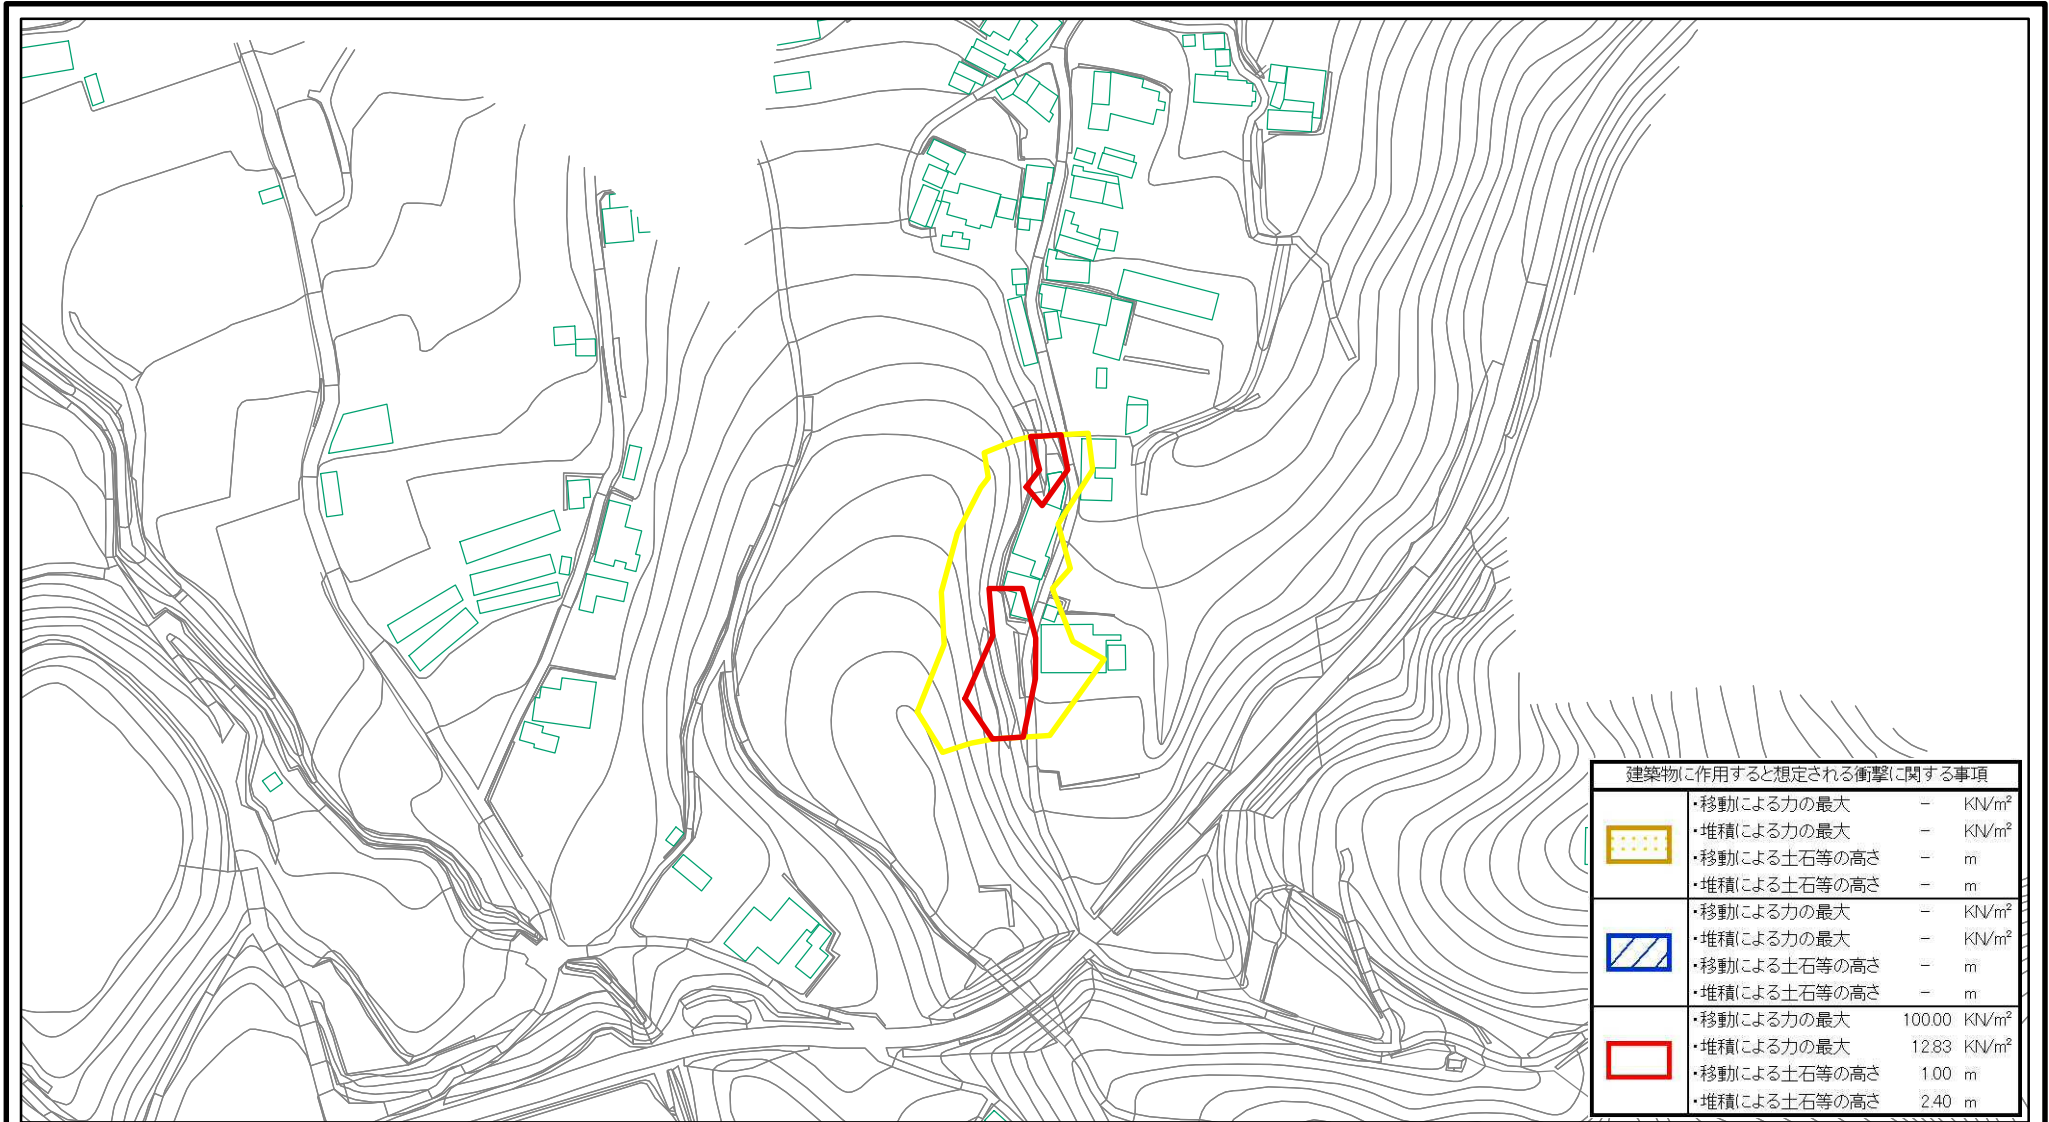 建築物に作用すると想定される衝撃に関する事項
・移動による力の最大 - KN/m²
・堆積による力の最大 - KN/m²
・移動による土石等の高さ - m
・堆積による土石等の高さ - m
・移動による力の最大 - KN/m²
・堆積による力の最大 - KN/m²
・移動による土石等の高さ - m
・堆積による土石等の高さ - m
・移動による力の最大 100.00 KN/m²
・堆積による力の最大 12.83 KN/m²
・移動による土石等の高さ 1.00 m
・堆積による土石等の高さ 2.40 m